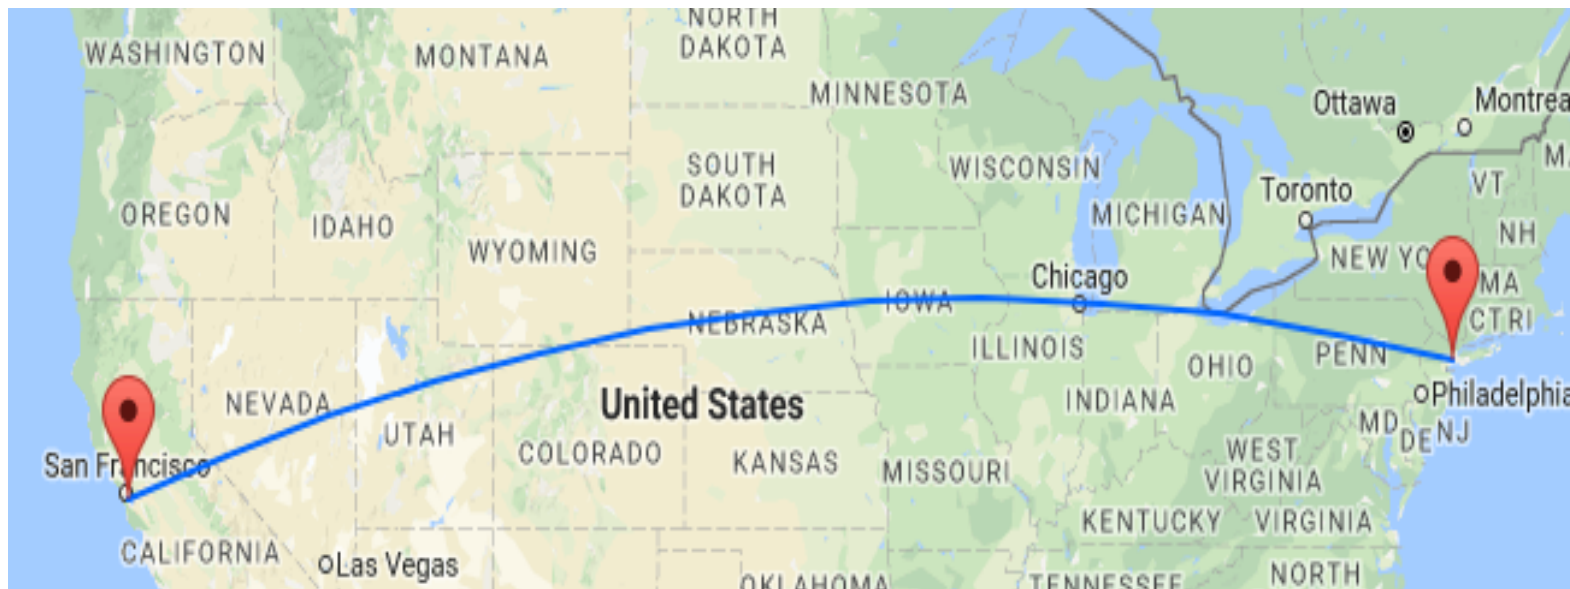 NORTH
DAKOTA
WASHINGTON
MONTANA
MINNESOTA
Ottawa
Montrea
SOUTH
DAKOTA
WISCONSIN
VT
Toronto
OREGON
IDAHO
MICHIGAN
NH
WYOMING
NEW YO
Chicago
MA
IOWA
NEBRASKA
CT RI
ILLINOIS
OHIO
PENN
NEVADA
United States
INDIANA
Philadelphia
UTAH
MD
DE
NJ
San Francisco
COLORADO
KANSAS
MISSOURI
WEST
VIRGINIA
KENTUCKY
VIRGINIA
CALIFORNIA
Las Vegas
OKLAHOMA
TENNESSEE
NORTH